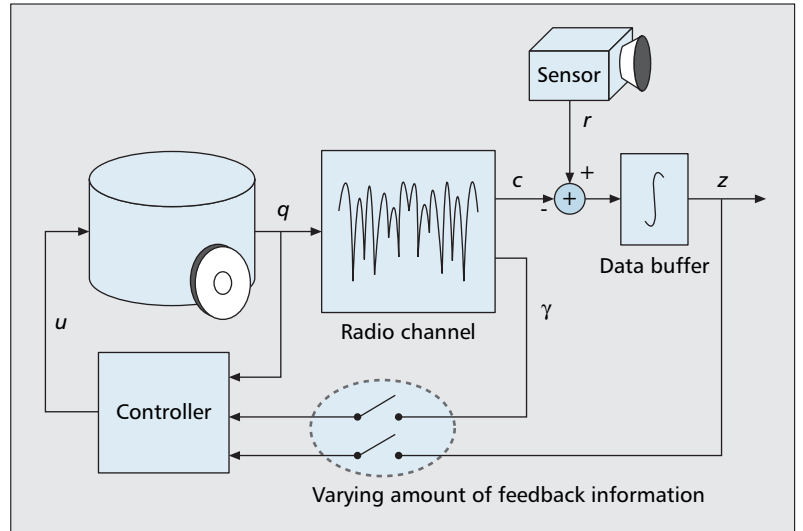 Sensor
r
c
+
z
q
+
-
Data buffer
γ
Radio channel
u
Controller
Varying amount of feedback information